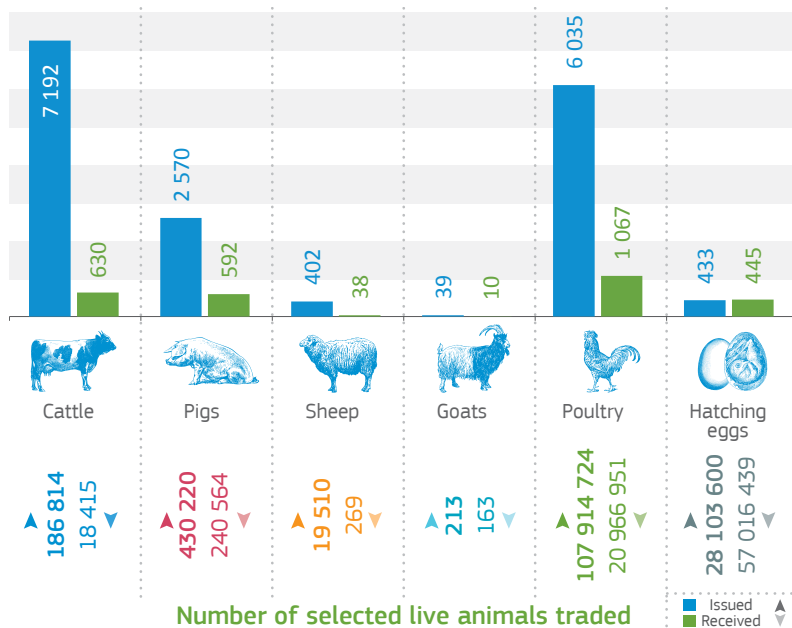 7 192
630
2 570
592
402
38
39
10
6 035
1 067
433
445
Cattle
Pigs
Sheep
Goats
Poultry
Hatching
eggs
186 814
18 415
430 220
240 564
19 510
269
213
163
107 914 724
20 966 951
28 103 600
57 016 439
Number of selected live animals traded
Issued
Received